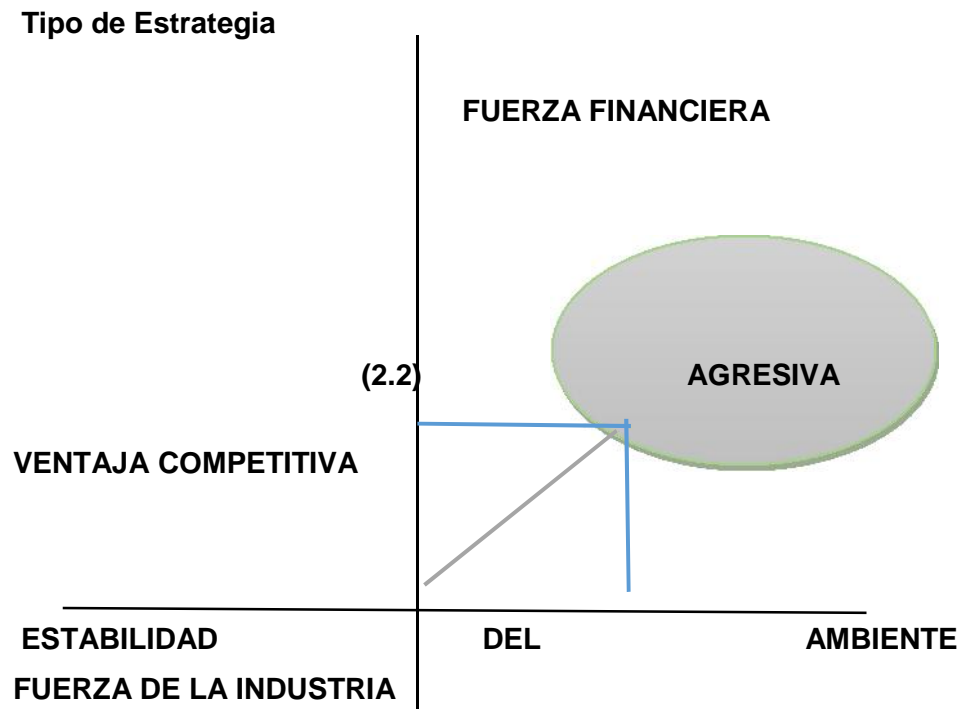 Tipo de Estrategia
FUERZA FINANCIERA
(2.2)
AGRESIVA
VENTAJA COMPETITIVA
ESTABILIDAD DEL AMBIENTE
FUERZA DE LA INDUSTRIA